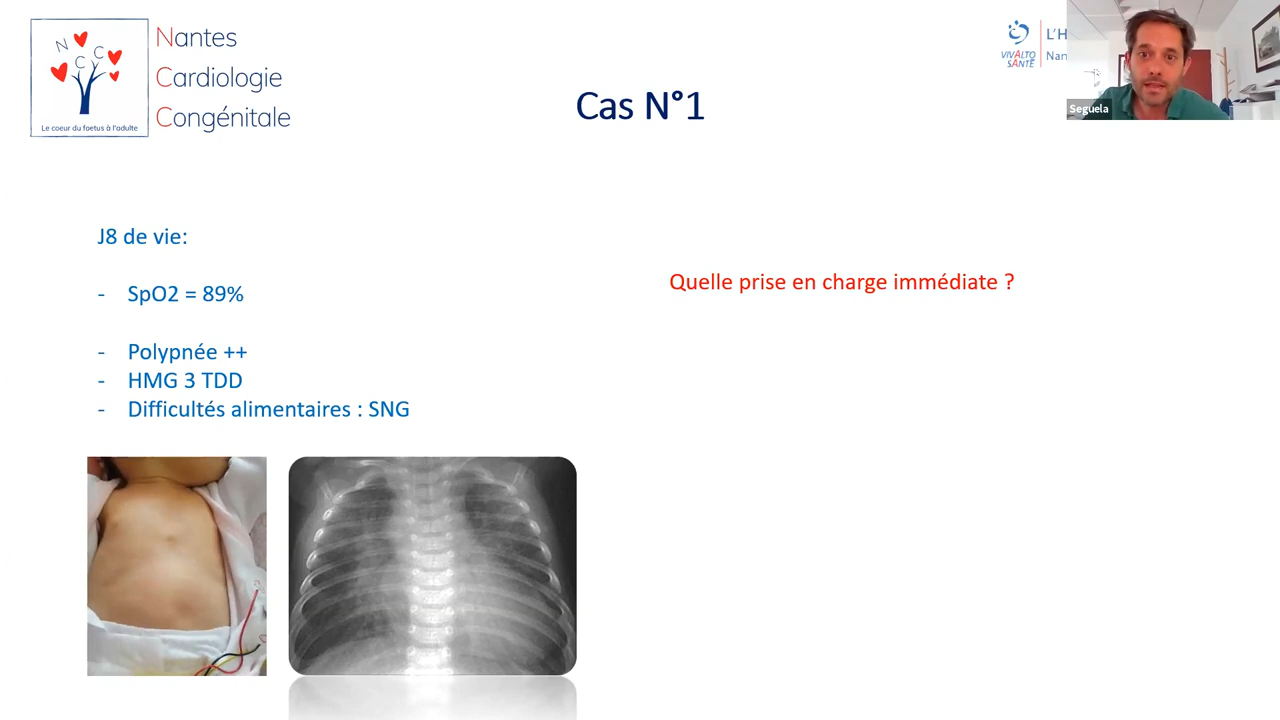 N C C
Le coeur du foetus à l'adulte
Nantes
Cardiologie
Congénitale
VIVALTO
SANTÉ
L'H
Nan
Seguela
Cas N°1
J8 de vie:
- SpO2 = 89%
- Polypnée ++
- HMG 3 TDD
- Difficultés alimentaires : SNG
Quelle prise en charge immédiate ?